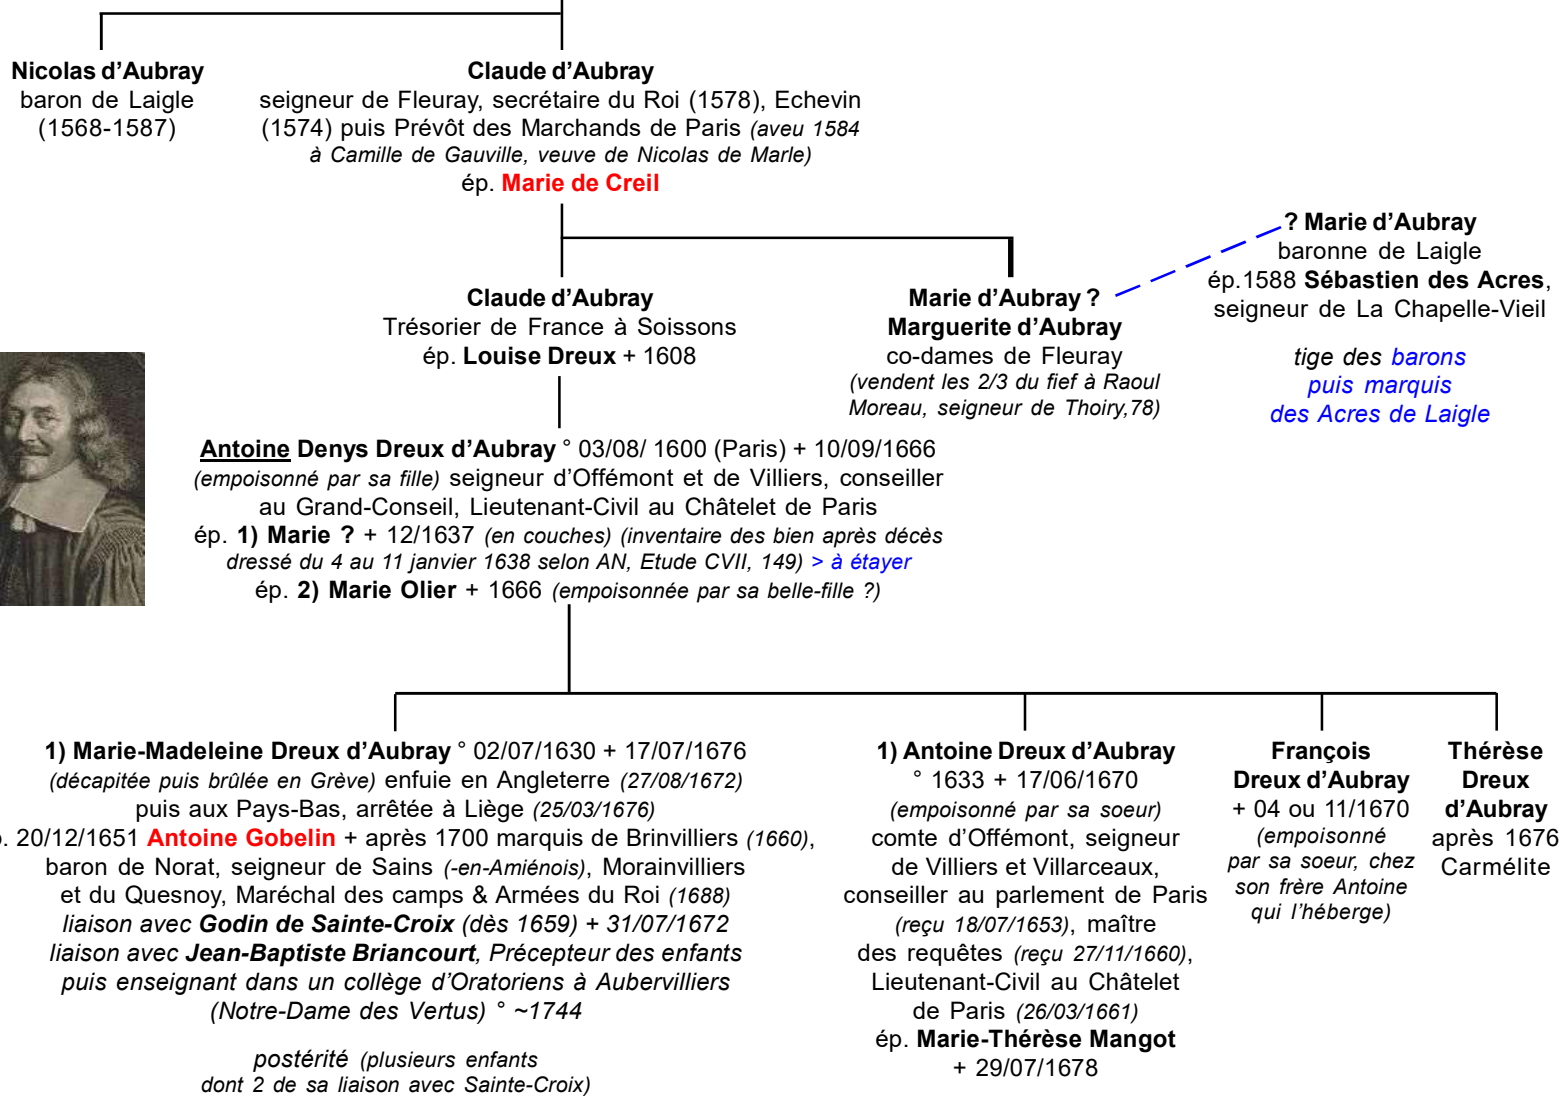 Nicolas d'Aubray
baron de Laigle
(1568-1587)
Claude d'Aubray
seigneur de Fleuray, secrétaire du Roi (1578), Echevin
(1574) puis Prévôt des Marchands de Paris (aveu 1584
à Camille de Gauville, veuve de Nicolas de Marle)
ép. Marie de Creil
? Marie d'Aubray
baronne de Laigle
ép.1588 Sébastien des Acres,
seigneur de La Chapelle-Vieil
tige des barons
puis marquis
des Acres de Laigle
Claude d'Aubray
Trésorier de France à Soissons
ép. Louise Dreux + 1608
Marie d'Aubray ?
Marguerite d'Aubray
co-dames de Fleuray
(vendent les 2/3 du fief à Raoul
Moreau, seigneur de Thoiry,78)
Antoine Denys Dreux d'Aubray ° 03/08/ 1600 (Paris) + 10/09/1666
(empoisonné par sa fille) seigneur d'Offémont et de Villiers, conseiller
au Grand-Conseil, Lieutenant-Civil au Châtelet de Paris
ép. 1) Marie ? + 12/1637 (en couches) (inventaire des bien après décès
dressé du 4 au 11 janvier 1638 selon AN, Etude CVII, 149) > à étayer
ép. 2) Marie Olier + 1666 (empoisonnée par sa belle-fille ?)
1) Marie-Madeleine Dreux d'Aubray ° 02/07/1630 + 17/07/1676
(décapitée puis brûlée en Grève) enfuie en Angleterre (27/08/1672)
puis aux Pays-Bas, arrêtée à Liège (25/03/1676)
. 20/12/1651 Antoine Gobelin + après 1700 marquis de Brinvilliers (1660),
baron de Norat, seigneur de Sains (-en-Amiénois), Morainvilliers
et du Quesnoy, Maréchal des camps & Armées du Roi (1688)
liaison avec Godin de Sainte-Croix (dès 1659) + 31/07/1672
liaison avec Jean-Baptiste Briancourt, Précepteur des enfants
puis enseignant dans un collège d'Oratoriens à Aubervilliers
(Notre-Dame des Vertus) ° ~1744
postérité (plusieurs enfants
dont 2 de sa liaison avec Sainte-Croix)
1) Antoine Dreux d'Aubray
° 1633 + 17/06/1670
(empoisonné par sa soeur)
comte d'Offémont, seigneur
de Villiers et Villarceaux,
conseiller au parlement de Paris
(reçu 18/07/1653), maître
des requêtes (reçu 27/11/1660),
Lieutenant-Civil au Châtelet
de Paris (26/03/1661)
ép. Marie-Thérèse Mangot
+ 29/07/1678
François
Dreux d'Aubray
+ 04 ou 11/1670
(empoisonné
par sa soeur, chez
son frère Antoine
qui l'héberge)
Thérèse
Dreux
d'Aubray
après 1676
Carmélite